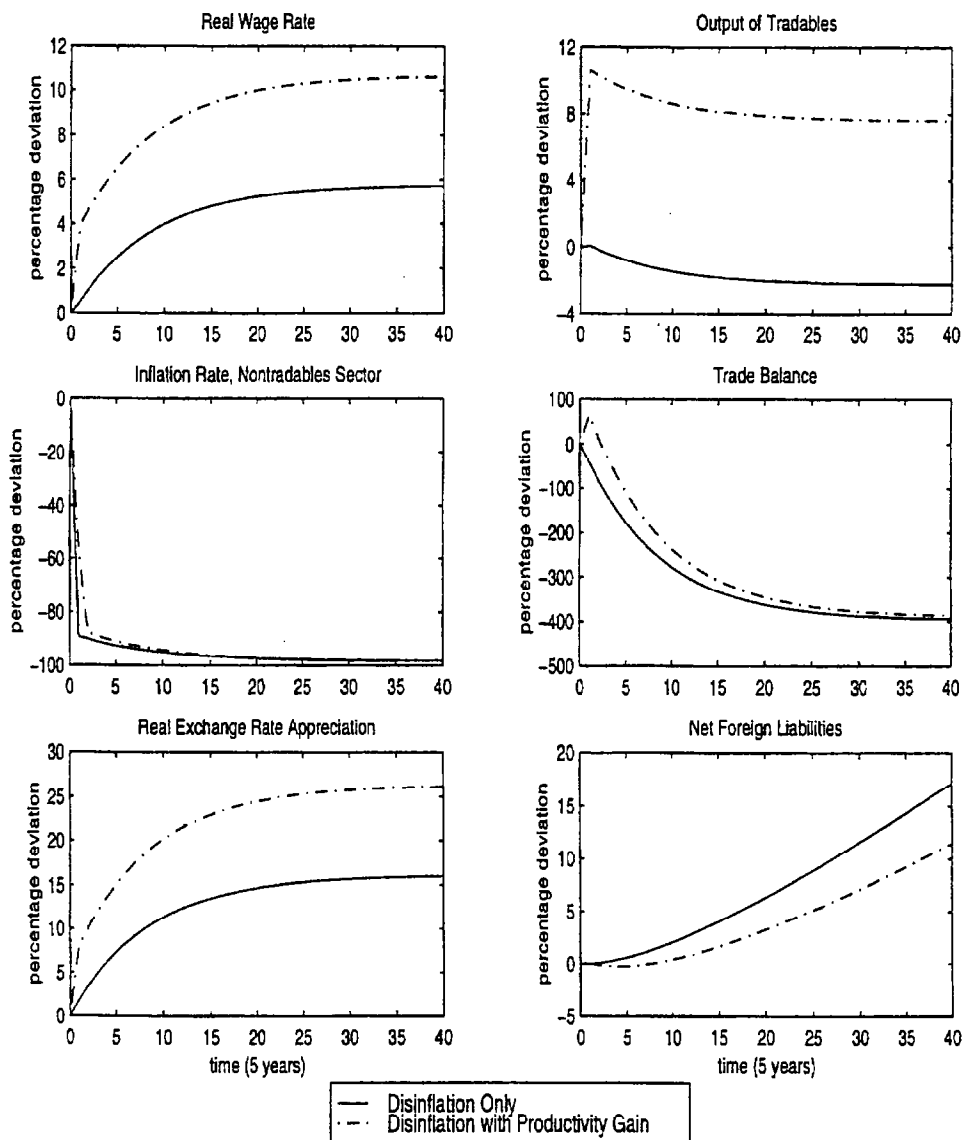 Real Wage Rate
percentage deviation
12
10
8
6
4
2
0
0 5 10 15 20 25 30 35 40
Output of Tradables
percentage deviation
12
8
4
0
-4
0 5 10 15 20 25 30 35 40
Inflation Rate, Nontradables Sector
percentage deviation
0
-20
-40
-60
-80
-100
0 5 10 15 20 25 30 35 40
Trade Balance
percentage deviation
100
0
-100
-200
-300
-400
-500
0 5 10 15 20 25 30 35 40
Real Exchange Rate Appreciation
percentage deviation
30
25
20
15
10
5
0
0 5 10 15 20 25 30 35 40
time (5 years)
Net Foreign Liabilities
percentage deviation
20
15
10
5
0
-5
0 5 10 15 20 25 30 35 40
time (5 years)
Disinflation Only
Disinflation with Productivity Gain